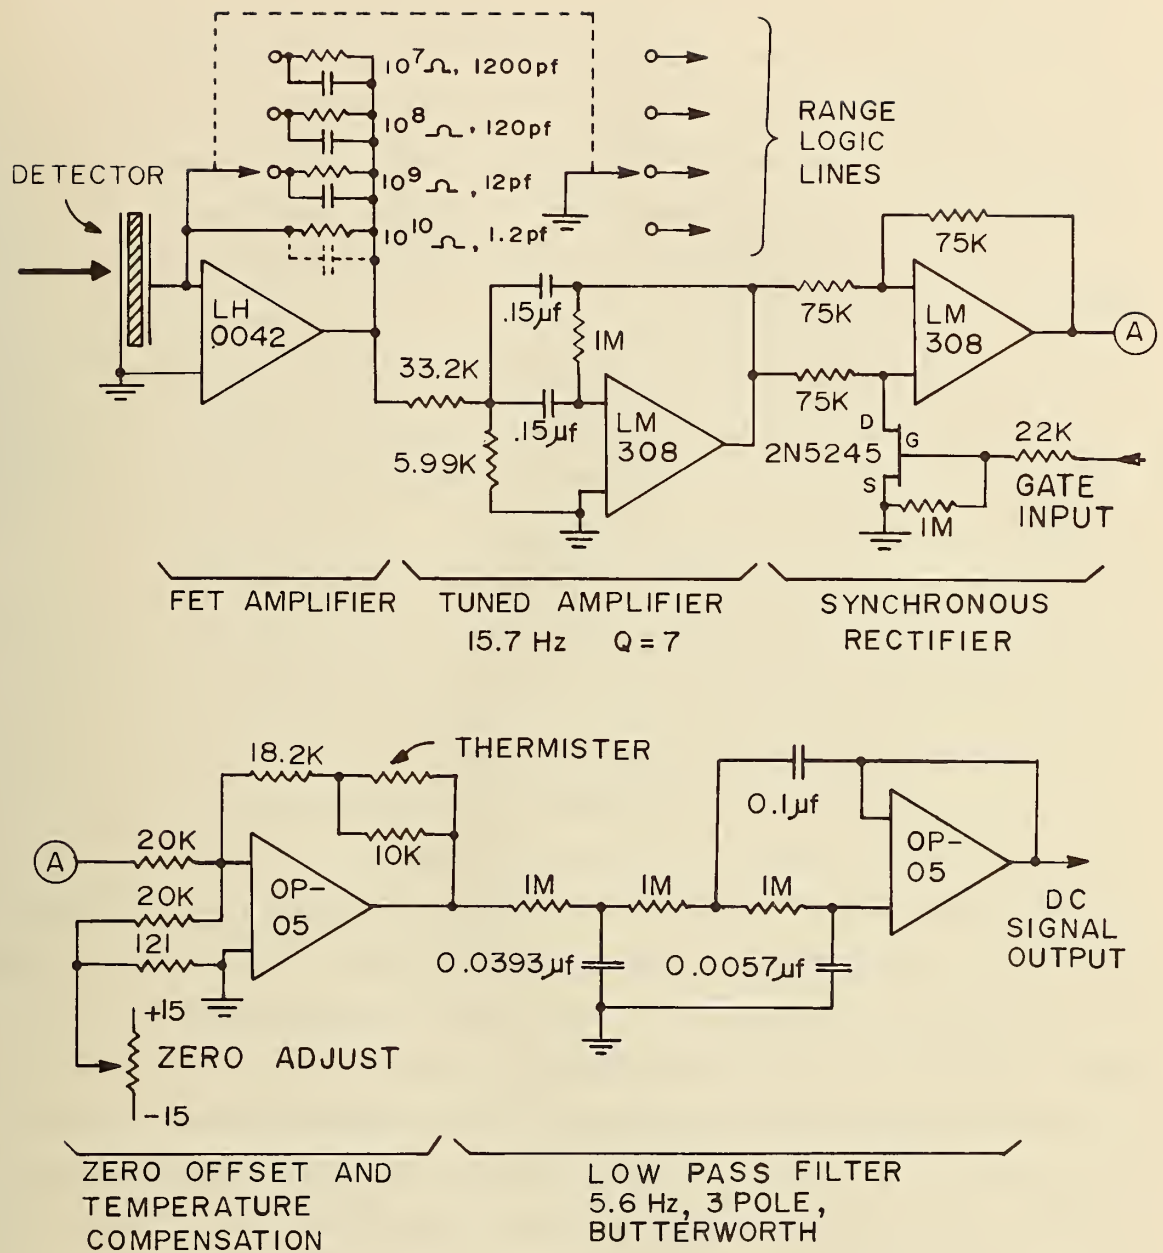 10⁷Ω, 1200pf
10⁸Ω, 120pf
10⁹Ω, 12pf
10¹⁰Ω, 1.2pf
RANGE
LOGIC
LINES
DETECTOR
LH
0042
33.2K
5.99K
.15µf
1M
.15µf
LM
308
75K
75K
75K
LM
308
A
D
G
S
2N5245
22K
1M
GATE
INPUT
FET AMPLIFIER
TUNED AMPLIFIER
15.7 Hz Q = 7
SYNCHRONOUS
RECTIFIER
18.2K
THERMISTER
10K
A
20K
20K
121
OP-
05
+15
ZERO ADJUST
-15
1M
1M
1M
0.0393µf
0.0057µf
0.1µf
OP-
05
DC
SIGNAL
OUTPUT
ZERO OFFSET AND
TEMPERATURE
COMPENSATION
LOW PASS FILTER
5.6 Hz, 3 POLE,
BUTTERWORTH